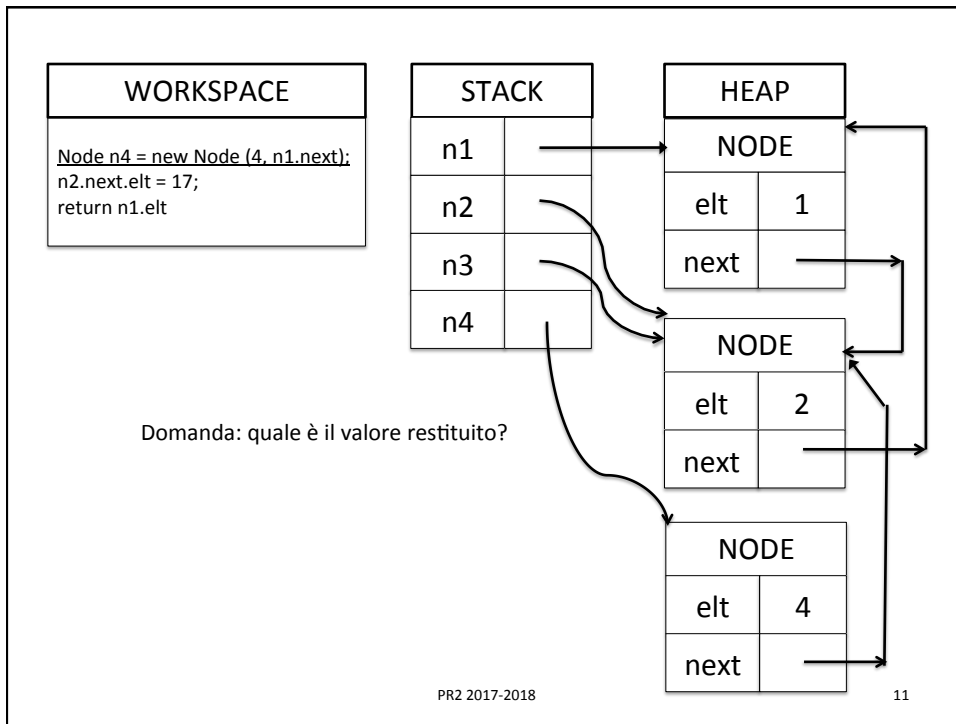 WORKSPACE
Node n4 = new Node (4, n1.next);
n2.next.elt = 17;
return n1.elt
STACK
n1
n2
n3
n4
HEAP
NODE
elt 1
next
NODE
elt 2
next
NODE
elt 4
next
Domanda: quale è il valore restituito?
PR2 2017-2018
11